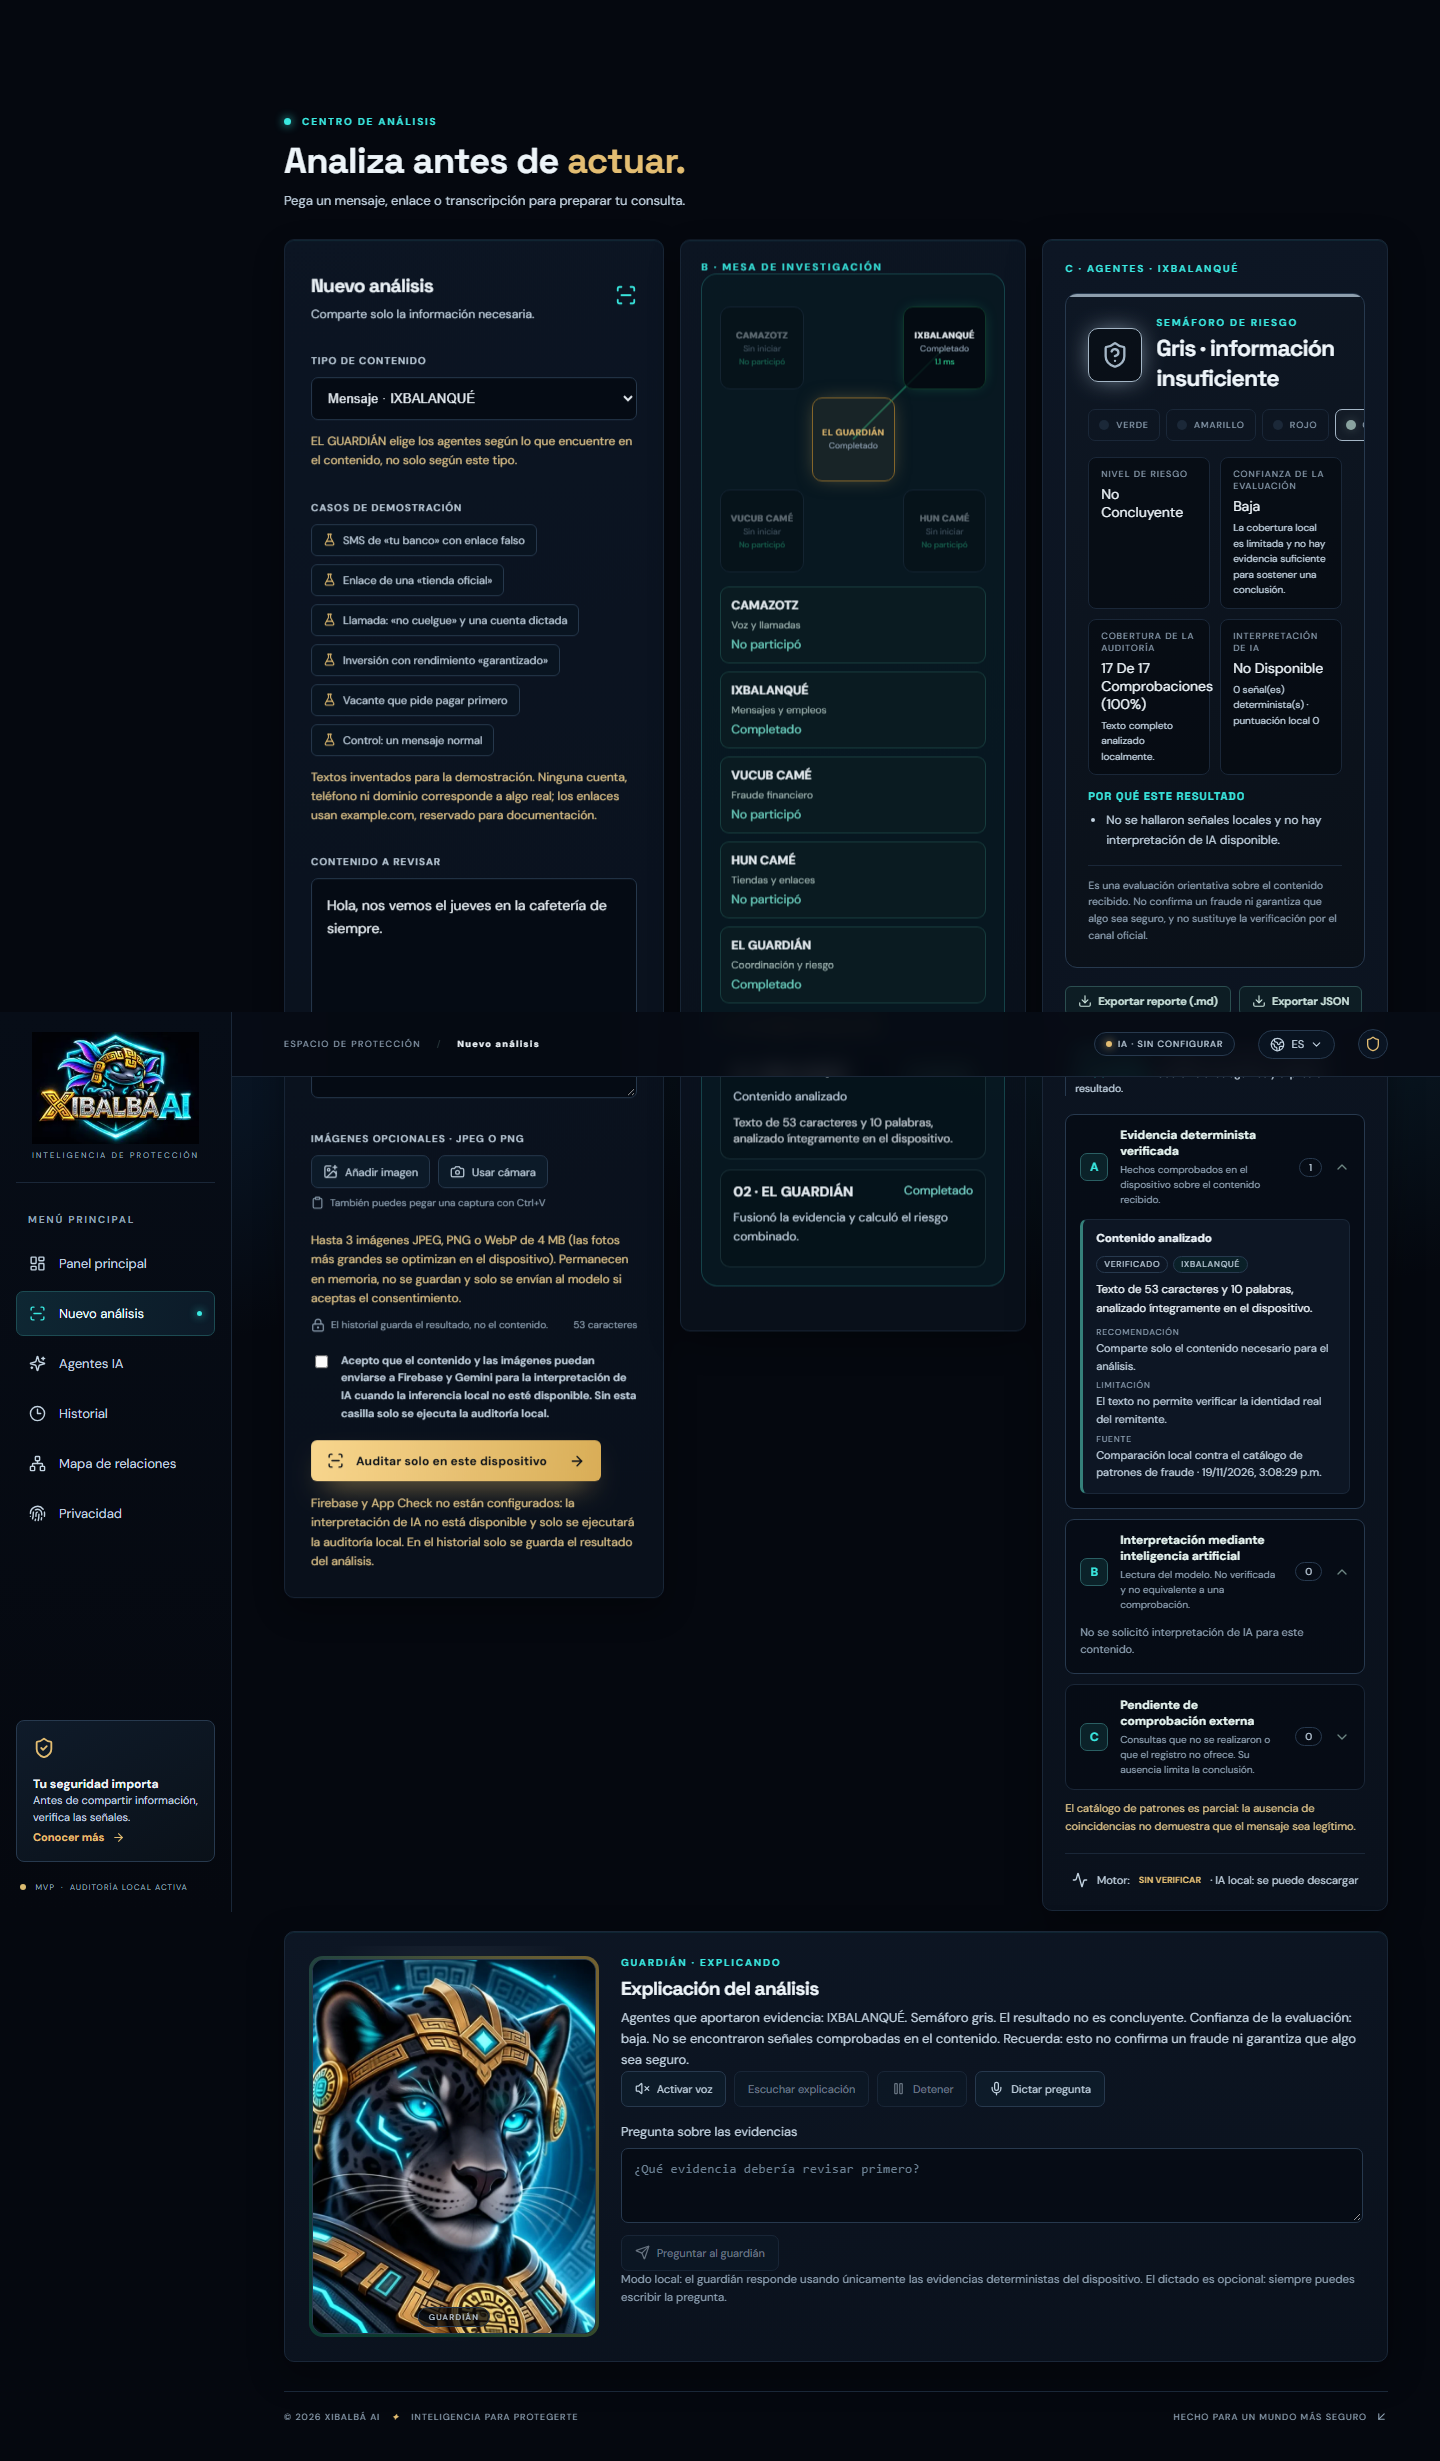 CENTRO DE ANÁLISIS
Analiza antes de actuar.
Pega un mensaje, enlace o transcripción para preparar tu consulta.
Nuevo análisis
Comparte solo la información necesaria.
TIPO DE CONTENIDO
Mensaje · IXBALANQUÉ
EL GUARDIÁN elige los agentes según lo que encuentre en
el contenido, no solo según este tipo.
CASOS DE DEMOSTRACIÓN
SMS de «tu banco» con enlace falso
Enlace de una «tienda oficial»
Llamada: «no cuelgue» y una cuenta dictada
Inversión con rendimiento «garantizado»
Vacante que pide pagar primero
Control: un mensaje normal
Textos inventados para la demostración. Ninguna cuenta,
teléfono ni dominio corresponde a algo real; los enlaces
usan example.com, reservado para documentación.
CONTENIDO A REVISAR
Hola, nos vemos el jueves en la cafetería de
siempre.
IMÁGENES OPCIONALES · JPEG O PNG
Añadir imagen
Usar cámara
También puedes pegar una captura con Ctrl+V
Hasta 3 imágenes JPEG, PNG o WebP de 4 MB (las fotos
más grandes se optimizan en el dispositivo). Permanecen
en memoria, no se guardan y solo se envían al modelo si
aceptas el consentimiento.
El historial guarda el resultado, no el contenido.
53 caracteres
Acepto que el contenido y las imágenes puedan
enviarse a Firebase y Gemini para la interpretación de
IA cuando la inferencia local no esté disponible. Sin esta
casilla solo se ejecuta la auditoría local.
Auditar solo en este dispositivo
Firebase y App Check no están configurados: la
interpretación de IA no está disponible y solo se ejecutará
la auditoría local. En el historial solo se guarda el resultado
del análisis.
B · MESA DE INVESTIGACIÓN
CAMAZOTZ
Sin iniciar
No participó
IXBALANQUÉ
Completado
11 ms
EL GUARDIÁN
Completado
VUCUB CAMÉ
Sin iniciar
No participó
HUN CAMÉ
Sin iniciar
No participó
CAMAZOTZ
Voz y llamadas
No participó
IXBALANQUÉ
Mensajes y empleos
Completado
VUCUB CAMÉ
Fraude financiero
No participó
HUN CAMÉ
Tiendas y enlaces
No participó
EL GUARDIÁN
Coordinación y riesgo
Completado
Contenido analizado
Texto de 53 caracteres y 10 palabras,
analizado íntegramente en el dispositivo.
02 · EL GUARDIÁN
Completado
Fusionó la evidencia y calculó el riesgo
combinado.
C · AGENTES · IXBALANQUÉ
SEMÁFORO DE RIESGO
Gris · información
insuficiente
VERDE
AMARILLO
ROJO
NIVEL DE RIESGO
No
Concluyente
CONFIANZA DE LA
EVALUACIÓN
Baja
La cobertura local
es limitada y no hay
evidencia suficiente
para sostener una
conclusión.
COBERTURA DE LA
AUDITORÍA
17 De 17
Comprobaciones
(100%)
Texto completo
analizado
localmente.
INTERPRETACIÓN
DE IA
No Disponible
0 señal(es)
determinista(s) ·
puntuación local 0
POR QUÉ ESTE RESULTADO
• No se hallaron señales locales y no hay
interpretación de IA disponible.
Es una evaluación orientativa sobre el contenido
recibido. No confirma un fraude ni garantiza que
algo sea seguro, y no sustituye la verificación por el
canal oficial.
Exportar reporte (.md)
Exportar JSON
resultado.
A
Evidencia determinista
verificada
Hechos comprobados en el
dispositivo sobre el contenido
recibido.
1
Contenido analizado
VERIFICADO
IXBALANQUÉ
Texto de 53 caracteres y 10 palabras,
analizado íntegramente en el dispositivo.
RECOMENDACIÓN
Comparte solo el contenido necesario para el
análisis.
LIMITACIÓN
El texto no permite verificar la identidad real
del remitente.
FUENTE
Comparación local contra el catálogo de
patrones de fraude · 19/11/2026, 3:08:29 p.m.
B
Interpretación mediante
inteligencia artificial
Lectura del modelo. No verificada
y no equivalente a una
comprobación.
0
No se solicitó interpretación de IA para este
contenido.
C
Pendiente de
comprobación externa
Consultas que no se realizaron o
que el registro no ofrece. Su
ausencia limita la conclusión.
0
El catálogo de patrones es parcial: la ausencia de
coincidencias no demuestra que el mensaje sea legítimo.
Motor: SIN VERIFICAR · IA local: se puede descargar
ESPACIO DE PROTECCIÓN / Nuevo análisis
IA · SIN CONFIGURAR
ES
XIBALBÁ AI
INTELIGENCIA DE PROTECCIÓN
MENÚ PRINCIPAL
Panel principal
Nuevo análisis
Agentes IA
Historial
Mapa de relaciones
Privacidad
Tu seguridad importa
Antes de compartir información,
verifica las señales.
Conocer más
MVP · AUDITORÍA LOCAL ACTIVA
GUARDIÁN
GUARDIÁN · EXPLICANDO
Explicación del análisis
Agentes que aportaron evidencia: IXBALANQUÉ. Semáforo gris. El resultado no es concluyente. Confianza de la evaluación:
baja. No se encontraron señales comprobadas en el contenido. Recuerda: esto no confirma un fraude ni garantiza que algo
sea seguro.
Activar voz
Escuchar explicación
Detener
Dictar pregunta
Pregunta sobre las evidencias
¿Qué evidencia debería revisar primero?
Preguntar al guardián
Modo local: el guardián responde usando únicamente las evidencias deterministas del dispositivo. El dictado es opcional: siempre puedes
escribir la pregunta.
© 2026 XIBALBÁ AI ✦ INTELIGENCIA PARA PROTEGERTE
HECHO PARA UN MUNDO MÁS SEGURO